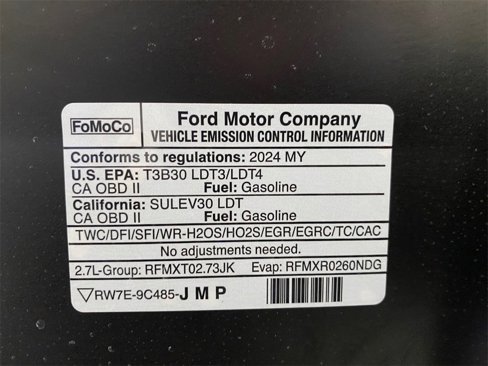 FoMoCo
Ford Motor Company
VEHICLE EMISSION CONTROL INFORMATION
Conforms to regulations: 2024 MY
U.S. EPA: T3B30 LDT3/LDT4
CA OBD II Fuel: Gasoline
California: SULEV30 LDT
CA OBD II Fuel: Gasoline
TWC/DFI/SFI/WR-H2OS/HO2S/EGR/EGRC/TC/CAC
No adjustments needed.
2.7L-Group: RFMXT02.73JK Evap: RFMXR0260NDG
▽RW7E-9C485-J M P